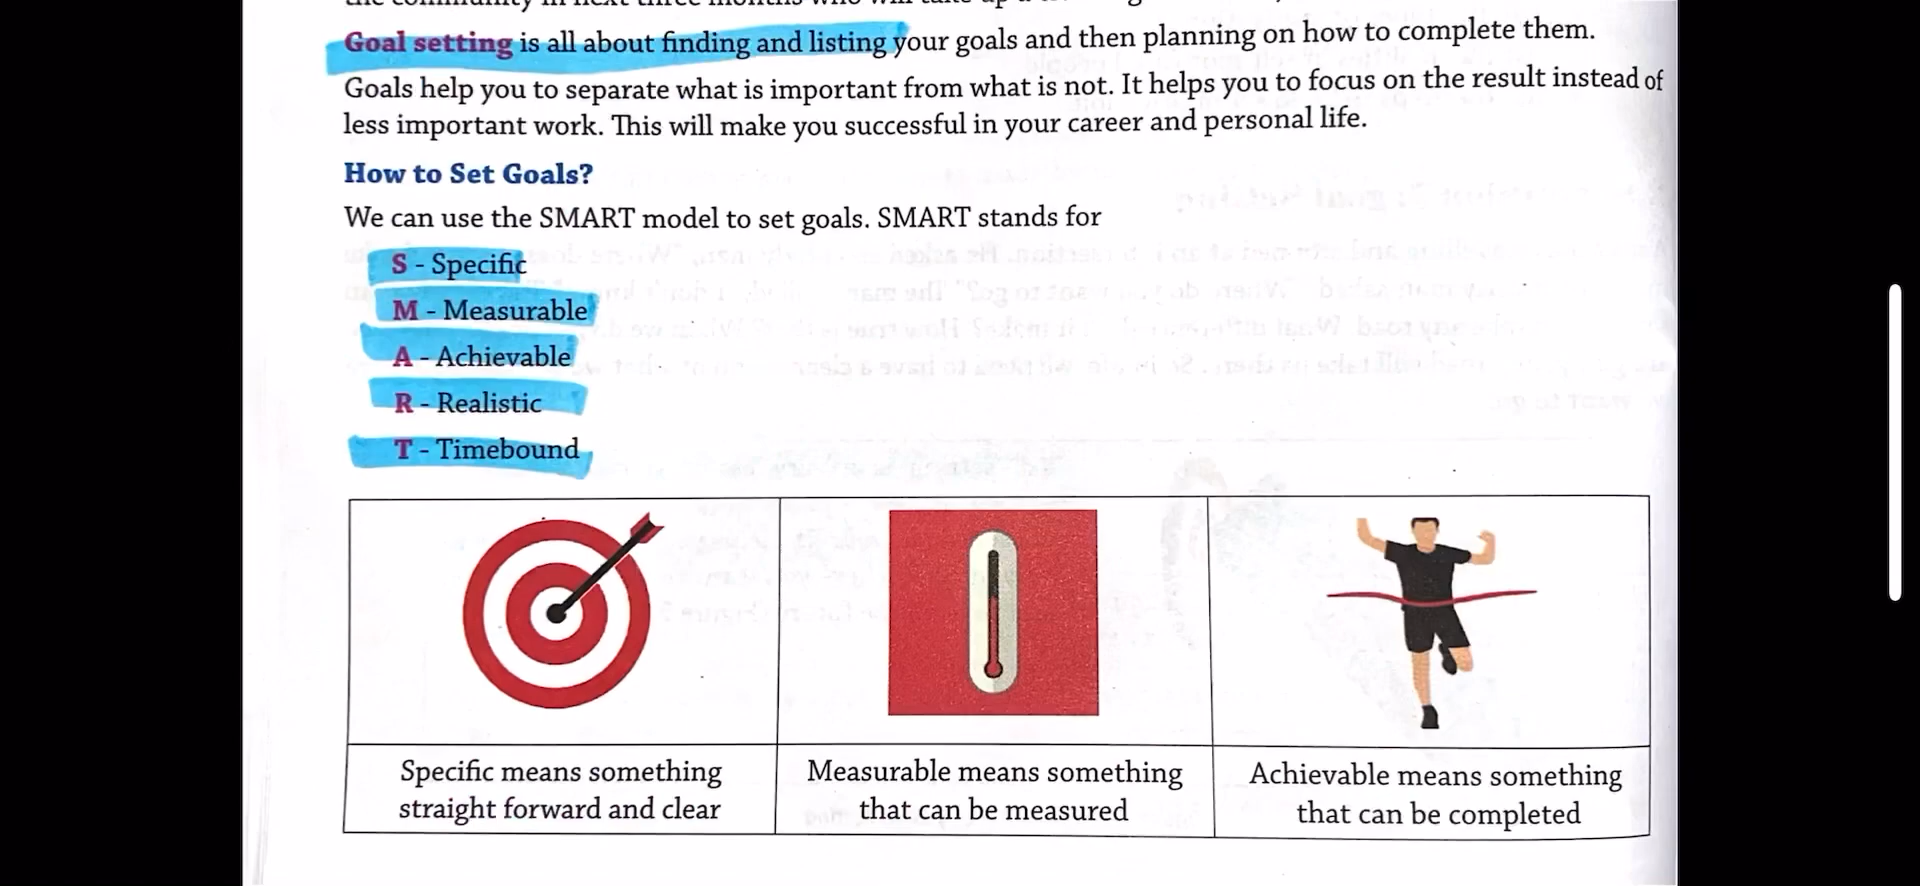 Goal setting is all about finding and listing your goals and then planning on how to complete them.
Goals help you to separate what is important from what is not. It helps you to focus on the result instead of
less important work. This will make you successful in your career and personal life.
How to Set Goals?
We can use the SMART model to set goals. SMART stands for
S - Specific
M - Measurable
A - Achievable
R - Realistic
T - Timebound
Specific means something
straight forward and clear
Measurable means something
that can be measured
Achievable means something
that can be completed